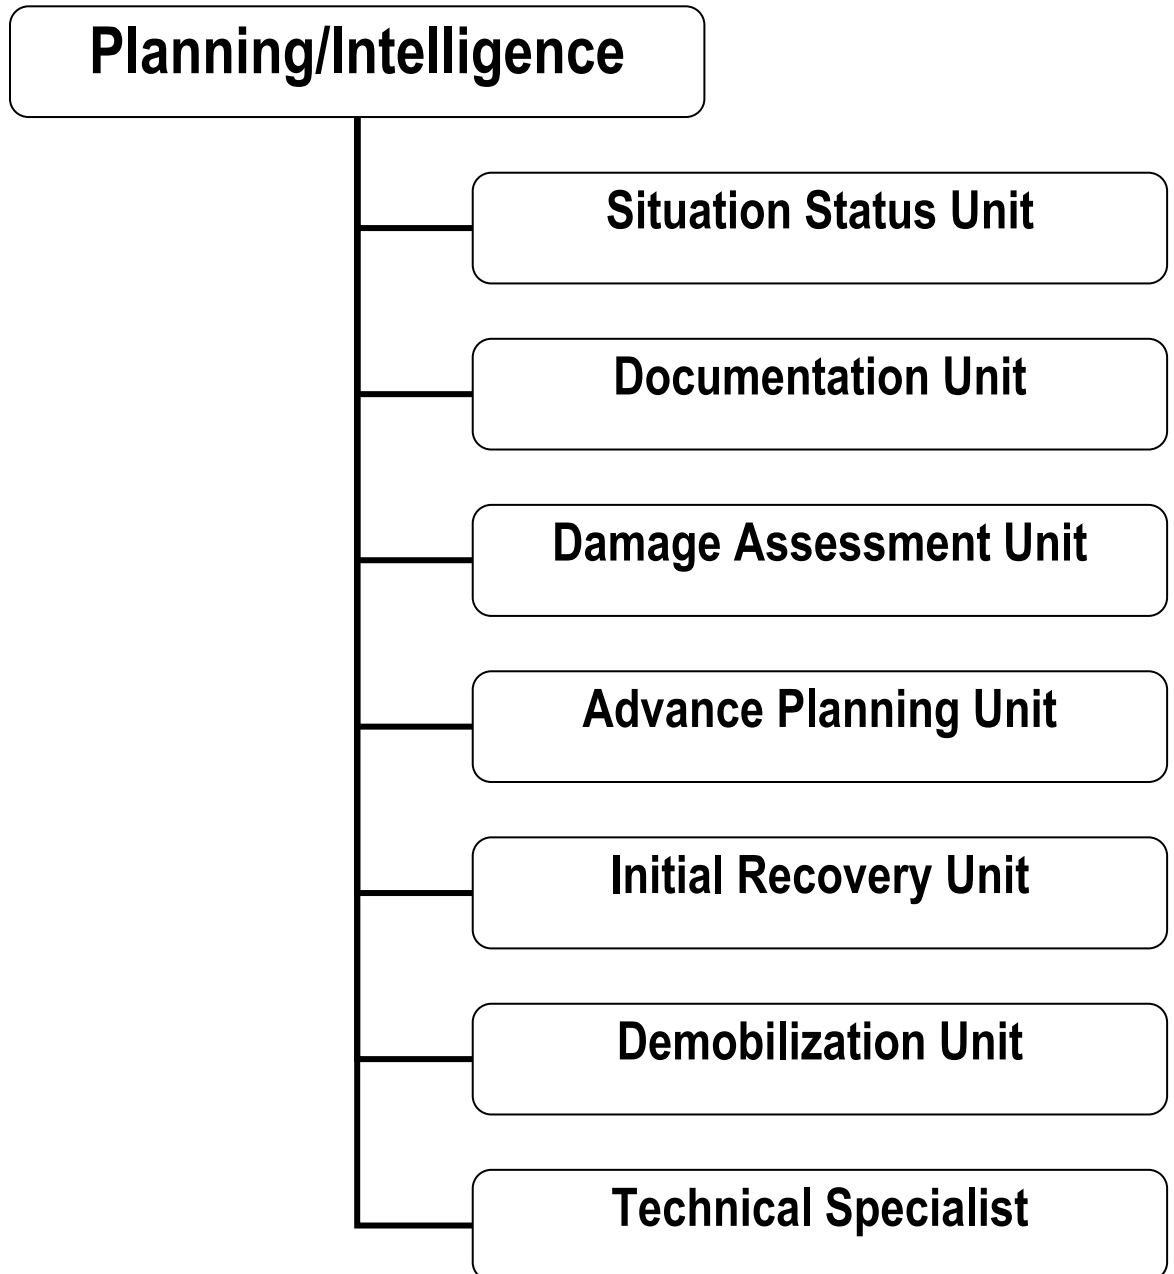 Planning/Intelligence
Situation Status Unit
Documentation Unit
Damage Assessment Unit
Advance Planning Unit
Initial Recovery Unit
Demobilization Unit
Technical Specialist